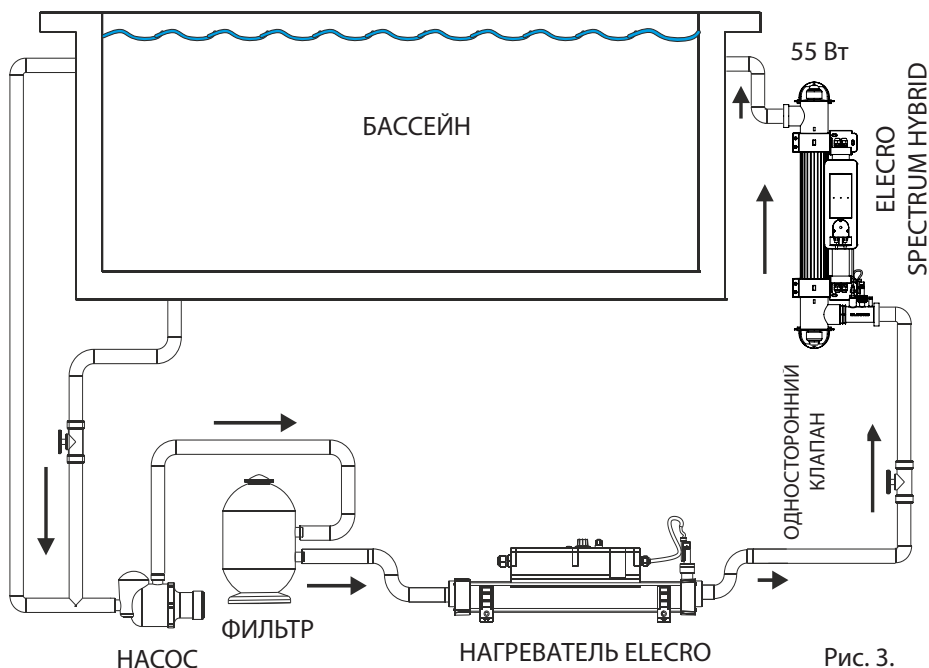 55 Вт
БАССЕЙН
ELECRO
SPECTRUM HYBRID
ОДНОСТОРОННИЙ
КЛАПАН
ФИЛЬТР
НАСОС
НАГРЕВАТЕЛЬ ELECRO
Рис. 3.